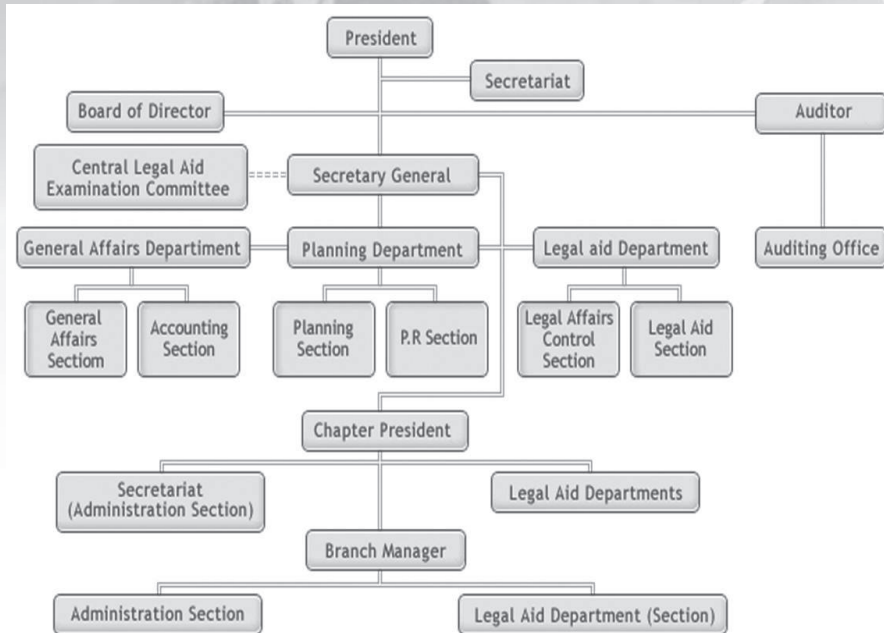 President
Secretariat
Board of Director
Auditor
Central Legal Aid
Examination Committee
Secretary General
General Affairs Departiment
Planning Department
Legal aid Department
Auditing Office
General
Affairs
Sectiom
Accounting
Section
Planning
Section
P.R Section
Legal Affairs
Control
Section
Legal Aid
Section
Chapter President
Secretariat
(Administration Section)
Legal Aid Departments
Branch Manager
Administration Section
Legal Aid Department (Section)